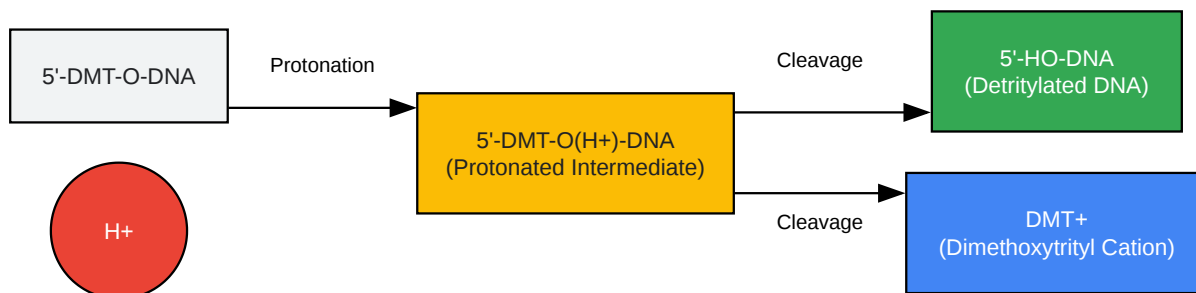 5'-DMT-O-DNA
Protonation
H+
5'-DMT-O(H+)-DNA
(Protonated Intermediate)
Cleavage
5'-HO-DNA
(Detritylated DNA)
Cleavage
DMT+
(Dimethoxytrityl Cation)